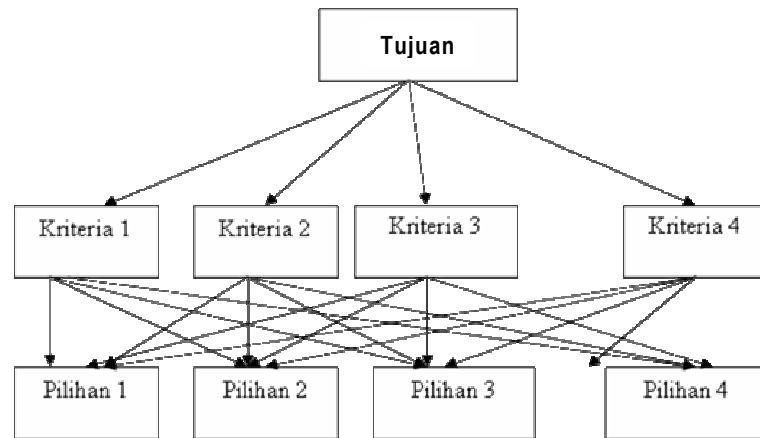 Tujuan
Kriteria 1
Kriteria 2
Kriteria 3
Kriteria 4
Pilihan 1
Pilihan 2
Pilihan 3
Pilihan 4